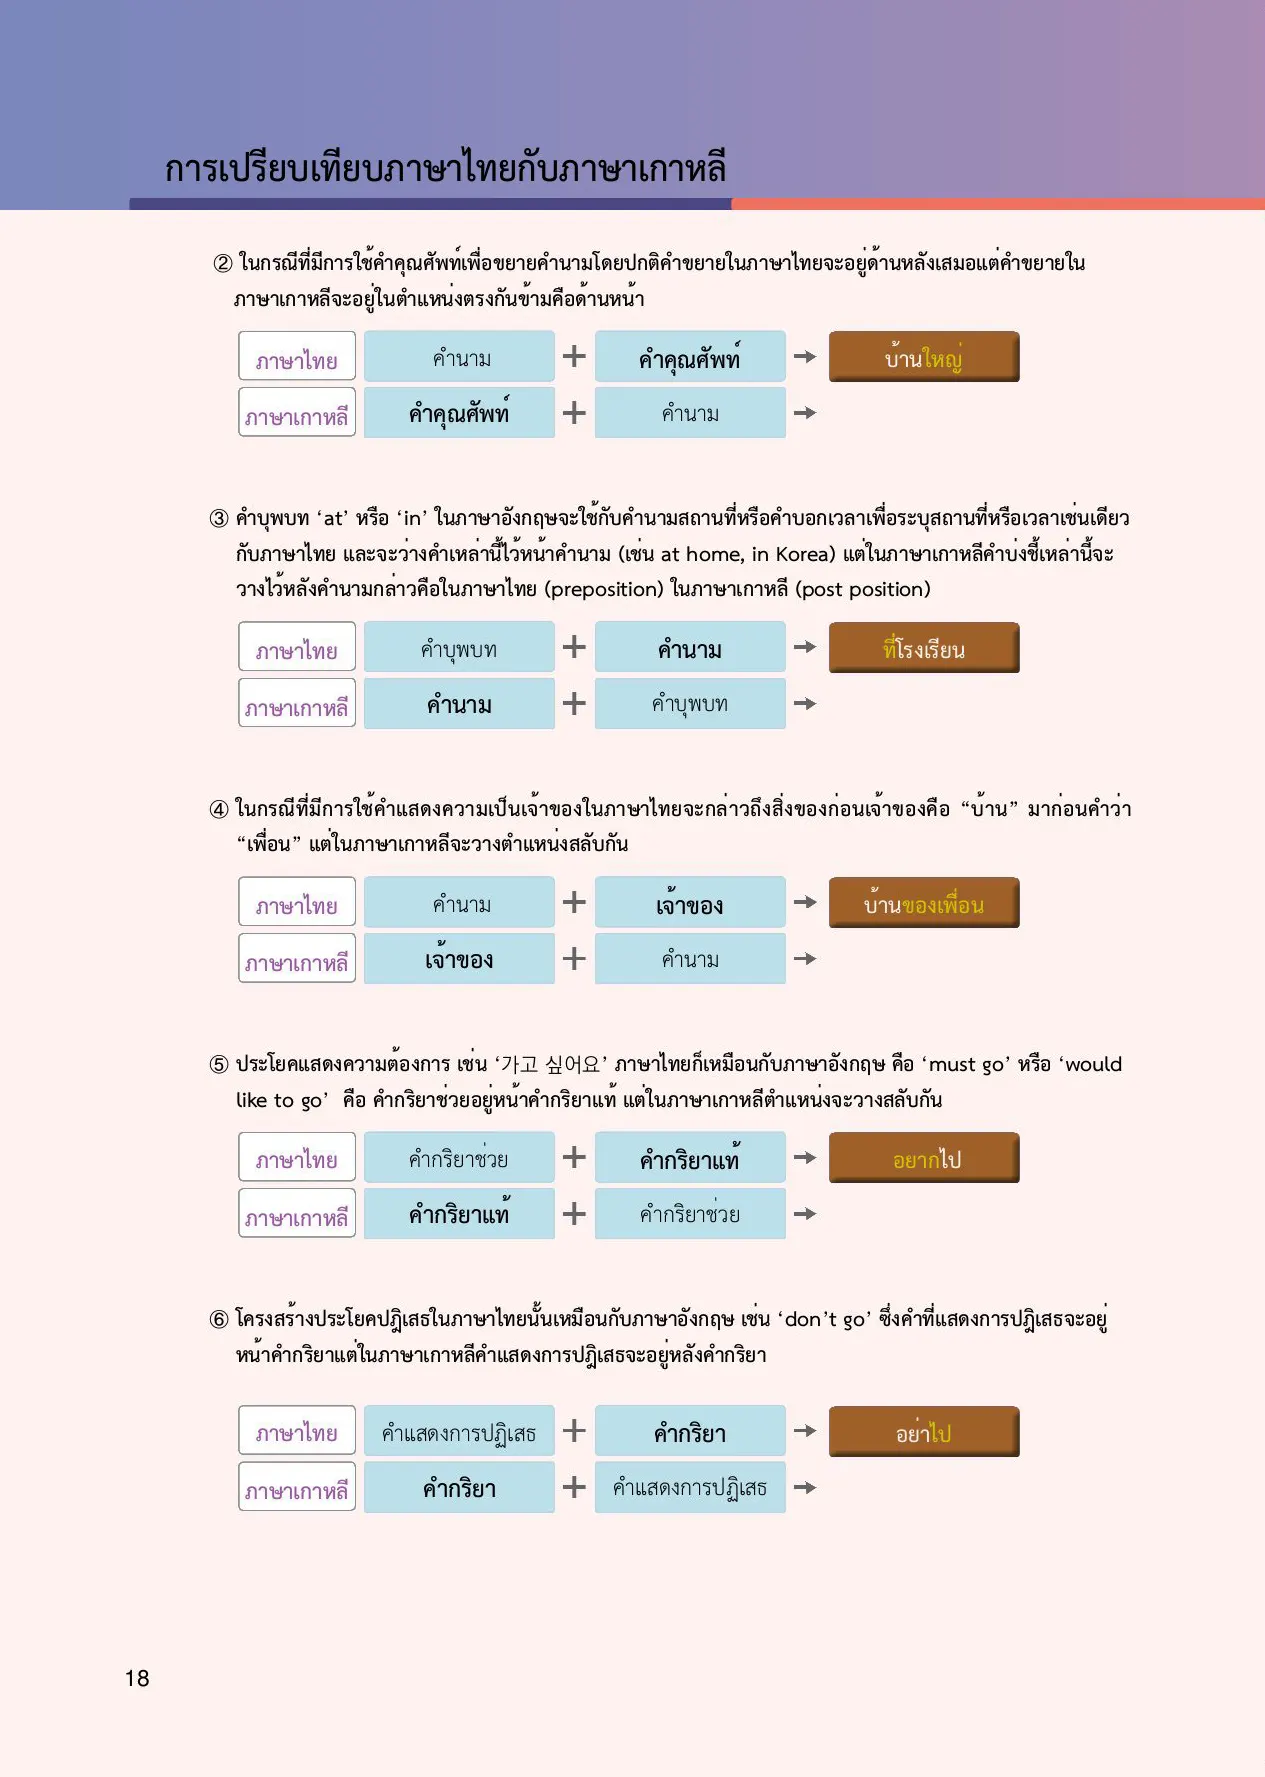 การเปรียบเทียบภาษาไทยกับภาษาเกาหลี
② ในกรณีที่มีการใช้คำคุณศัพท์เพื่อขยายคำนามโดยปกติคำขยายในภาษาไทยจะอยู่ด้านหลังเสมอแต่คำขยายใน
ภาษาเกาหลีจะอยู่ในตำแหน่งตรงกันข้ามคือด้านหน้า
ภาษาไทย คำนาม + คำคุณศัพท์ → บ้านใหญ่
ภาษาเกาหลี คำคุณศัพท์ + คำนาม →
③ คำบุพบท ‘at’ หรือ ‘in’ ในภาษาอังกฤษจะใช้กับคำนามสถานที่หรือคำบอกเวลาเพื่อระบุสถานที่หรือเวลาเช่นเดียว
กับภาษาไทย และจะว่างคำเหล่านี้ไว้หน้าคำนาม (เช่น at home, in Korea) แต่ในภาษาเกาหลีคำบ่งชี้เหล่านี้จะ
วางไว้หลังคำนามกล่าวคือในภาษาไทย (preposition) ในภาษาเกาหลี (post position)
ภาษาไทย คำบุพบท + คำนาม → ที่โรงเรียน
ภาษาเกาหลี คำนาม + คำบุพบท →
④ ในกรณีที่มีการใช้คำแสดงความเป็นเจ้าของในภาษาไทยจะกล่าวถึงสิ่งของก่อนเจ้าของคือ “บ้าน” มาก่อนคำว่า
“เพื่อน” แต่ในภาษาเกาหลีจะวางตำแหน่งสลับกัน
ภาษาไทย คำนาม + เจ้าของ → บ้านของเพื่อน
ภาษาเกาหลี เจ้าของ + คำนาม →
⑤ ประโยคแสดงความต้องการ เช่น ‘가고 싶어요’ ภาษาไทยก็เหมือนกับภาษาอังกฤษ คือ ‘must go’ หรือ ‘would
like to go’ คือ คำกริยาช่วยอยู่หน้าคำกริยาแท้ แต่ในภาษาเกาหลีตำแหน่งจะวางสลับกัน
ภาษาไทย คำกริยาช่วย + คำกริยาแท้ → อยากไป
ภาษาเกาหลี คำกริยาแท้ + คำกริยาช่วย →
⑥ โครงสร้างประโยคปฎิเสธในภาษาไทยนั้นเหมือนกับภาษาอังกฤษ เช่น ‘don’t go’ ซึ่งคำที่แสดงการปฎิเสธจะอยู่
หน้าคำกริยาแต่ในภาษาเกาหลีคำแสดงการปฎิเสธจะอยู่หลังคำกริยา
ภาษาไทย คำแสดงการปฏิเสธ + คำกริยา → อย่าไป
ภาษาเกาหลี คำกริยา + คำแสดงการปฏิเสธ →
18